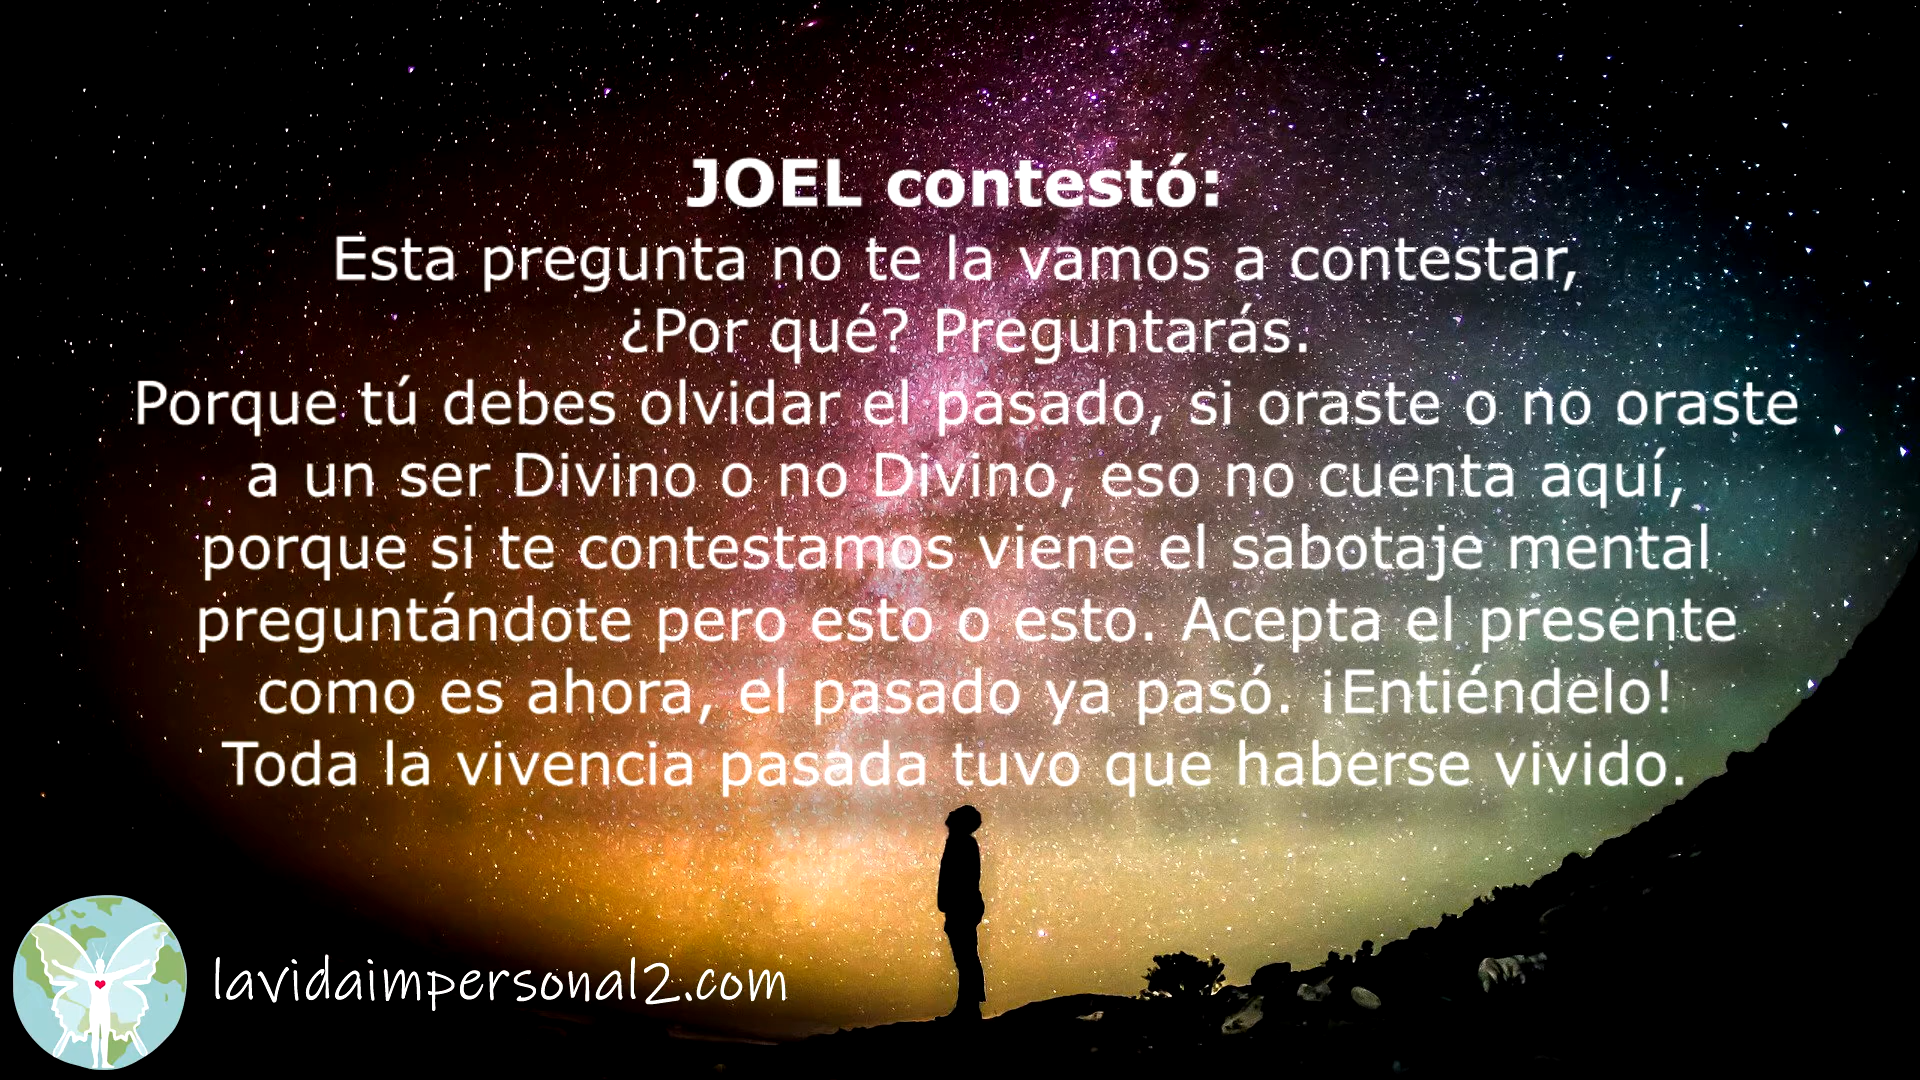 JOEL contestó:
Esta pregunta no te la vamos a contestar,
¿Por qué? Preguntarás.
Porque tú debes olvidar el pasado, si oraste o no oraste
a un ser Divino o no Divino, eso no cuenta aquí,
porque si te contestamos viene el sabotaje mental
preguntándote pero esto o esto. Acepta el presente
como es ahora, el pasado ya pasó. ¡Entiéndelo!
Toda la vivencia pasada tuvo que haberse vivido.
lavidaimpersonal2.com